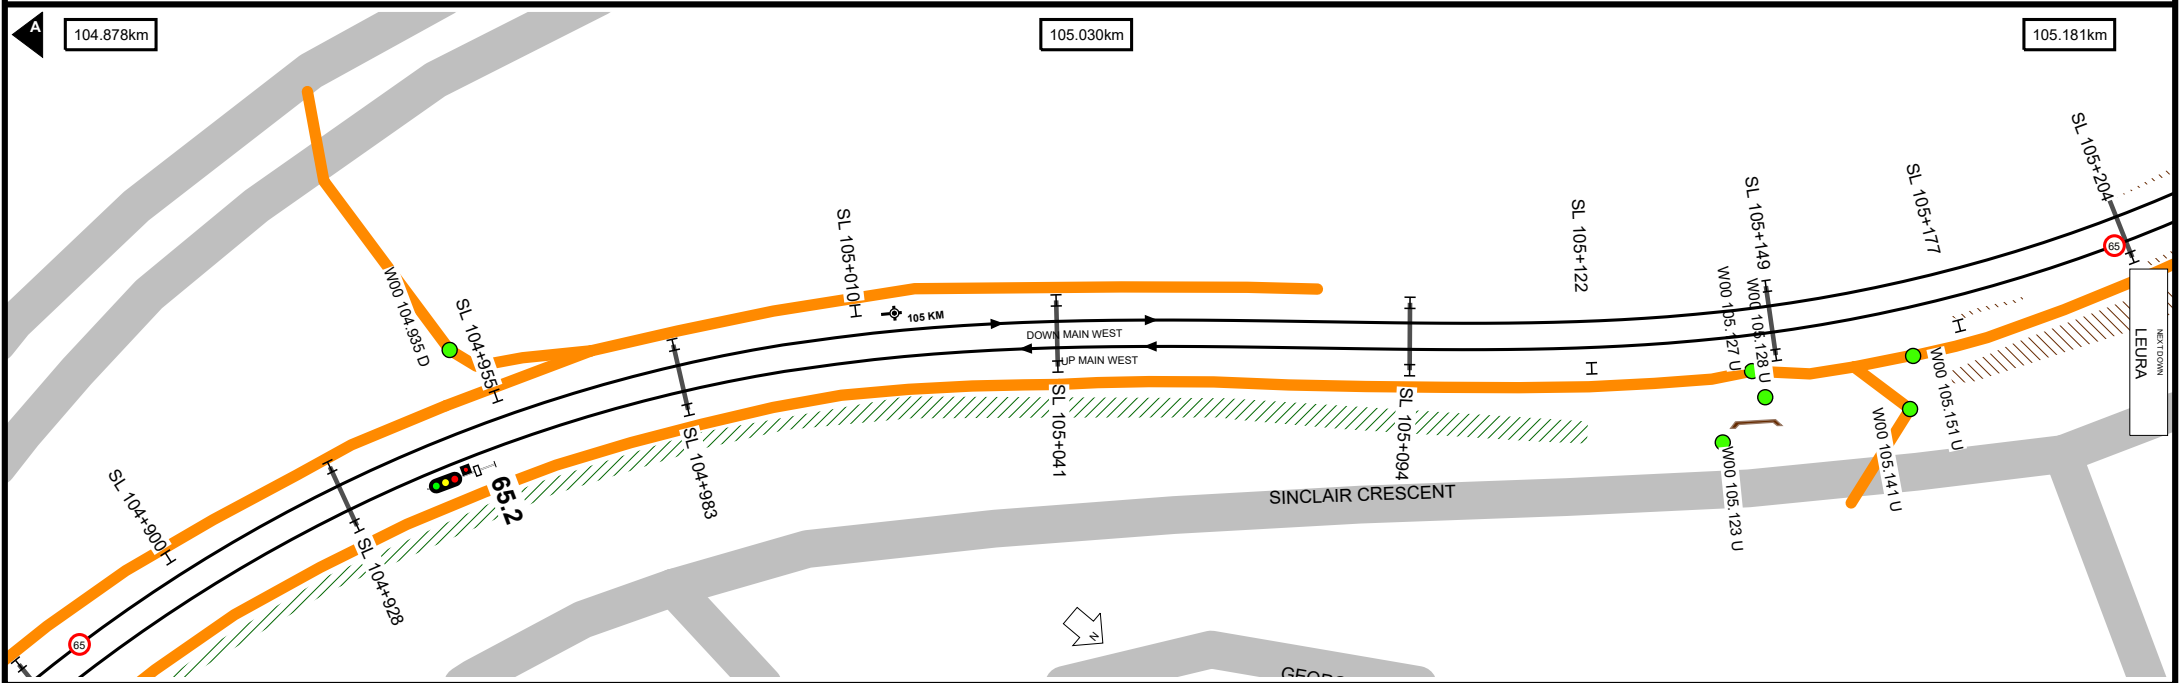 A
104.878km
105.030km
105.181km
SL 105+204
SL 105+177
SL 105+149
SL 105+122
SL 105+010
65
W00 104.935 D
SL 104+955
W00 105.127 U
W00 105.128 U
105 KM
DOWN MAIN WEST
UP MAIN WEST
NEXT DOWN
LEURA
SL 104+983
SL 105+041
SL 105+094
W00 105.151 U
W00 105.141 U
W00 105.123 U
SL 104+900
65.2
SINCLAIR CRESCENT
SL 104+928
65
N